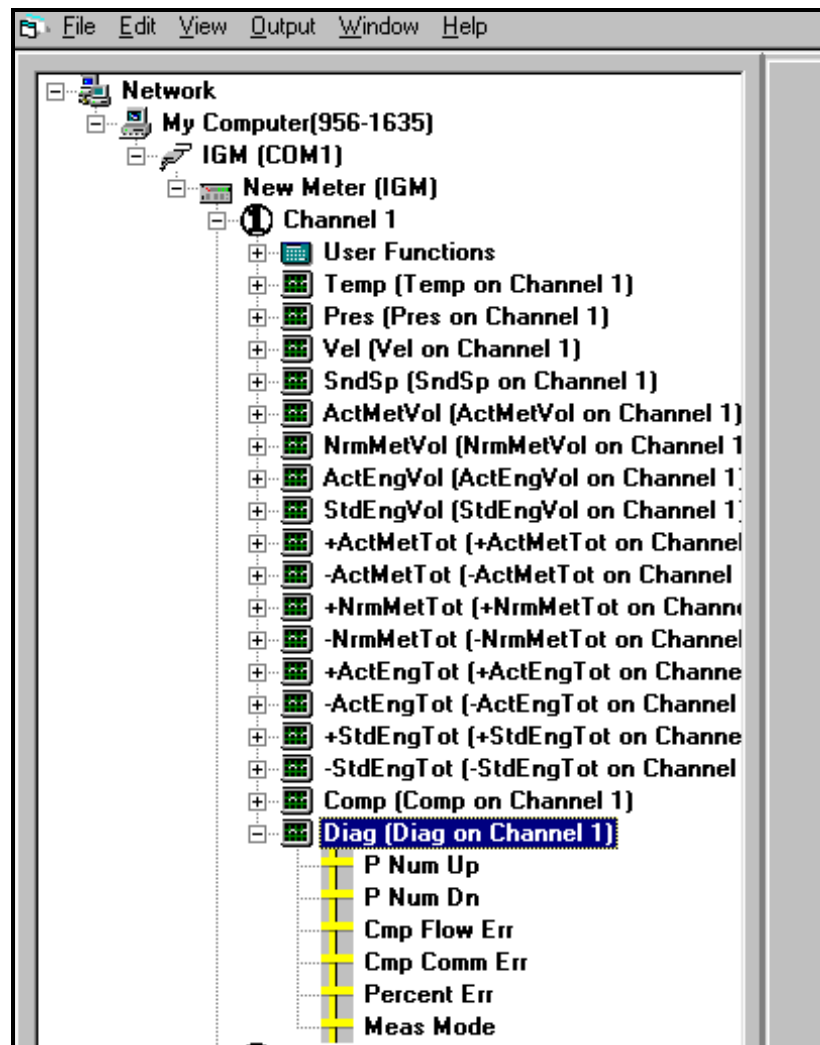 File Edit View Output Window Help
Network
My Computer(956-1635)
IGM (COM1)
New Meter (IGM)
1 Channel 1
User Functions
Temp (Temp on Channel 1)
Pres (Pres on Channel 1)
Vel (Vel on Channel 1)
SndSp (SndSp on Channel 1)
ActMetVol (ActMetVol on Channel 1)
NrmMetVol (NrmMetVol on Channel 1
ActEngVol (ActEngVol on Channel 1)
StdEngVol (StdEngVol on Channel 1)
+ActMetTot (+ActMetTot on Channel
-ActMetTot (-ActMetTot on Channel
+NrmMetTot (+NrmMetTot on Channe
-NrmMetTot (-NrmMetTot on Channel
+ActEngTot (+ActEngTot on Channe
-ActEngTot (-ActEngTot on Channel
+StdEngTot (+StdEngTot on Channe
-StdEngTot (-StdEngTot on Channel
Comp (Comp on Channel 1)
Diag (Diag on Channel 1)
P Num Up
P Num Dn
Cmp Flow Err
Cmp Comm Err
Percent Err
Meas Mode